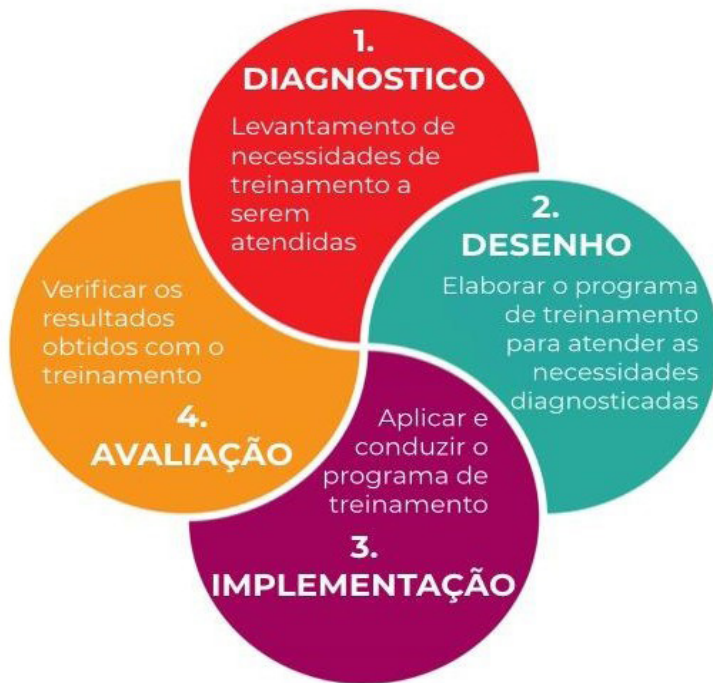 1.
DIAGNOSTICO
Levantamento de
necessidades de
treinamento a
serem
atendidas
2.
DESENHO
Elaborar o programa
de treinamento
para atender as
necessidades
diagnosticadas
Aplicar e
conduzir o
programa de
treinamento
3.
IMPLEMENTAÇÃO
Verificar os
resultados
obtidos com o
treinamento
4.
AVALIAÇÃO